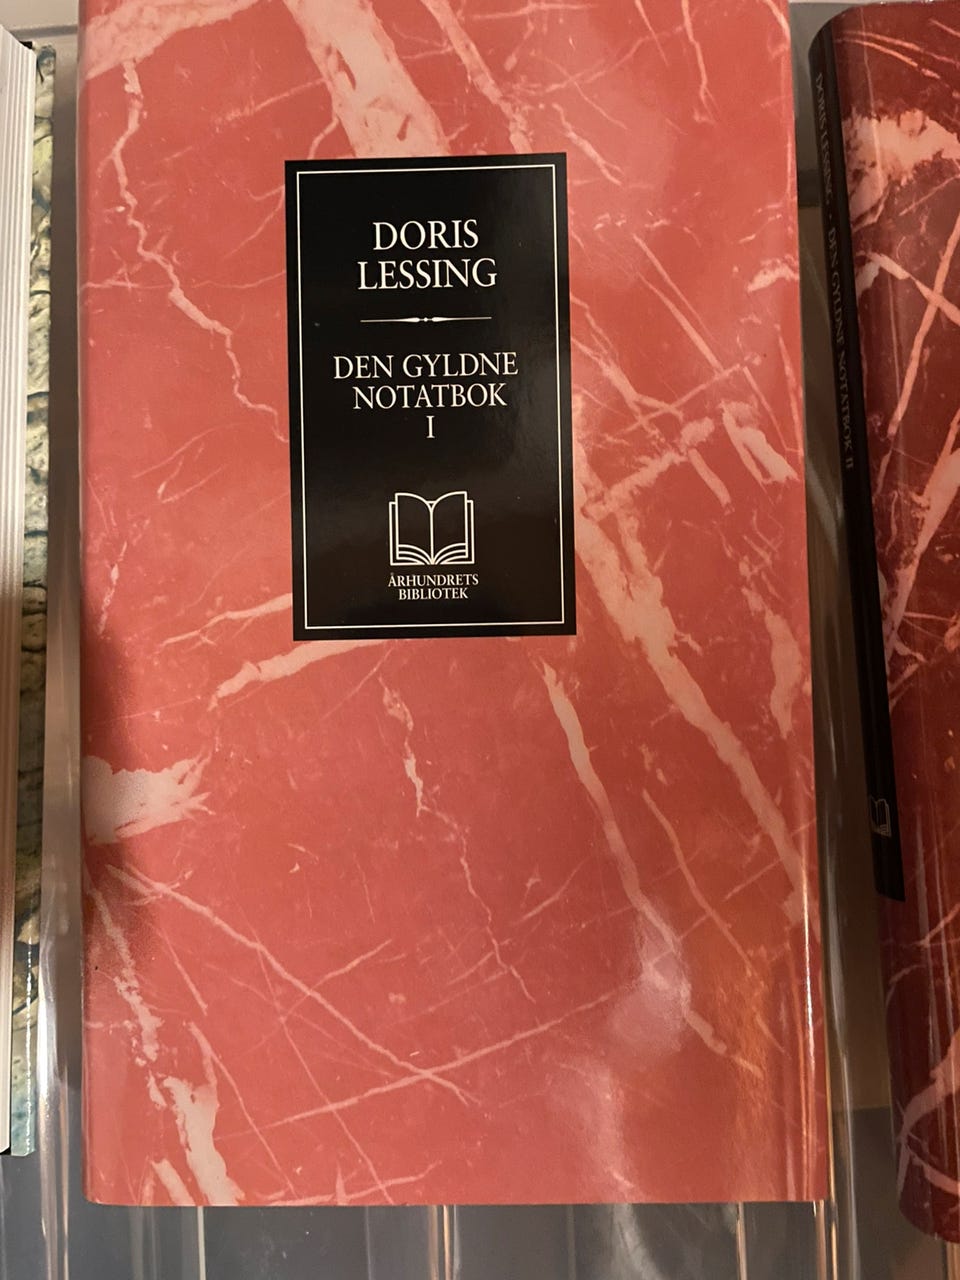 DORIS
LESSING
DEN GYLDNE
NOTATBOK
I
ÅRHUNDRETS
BIBLIOTEK
DORIS LESSING · DEN GYLDNE NOTATBOK II